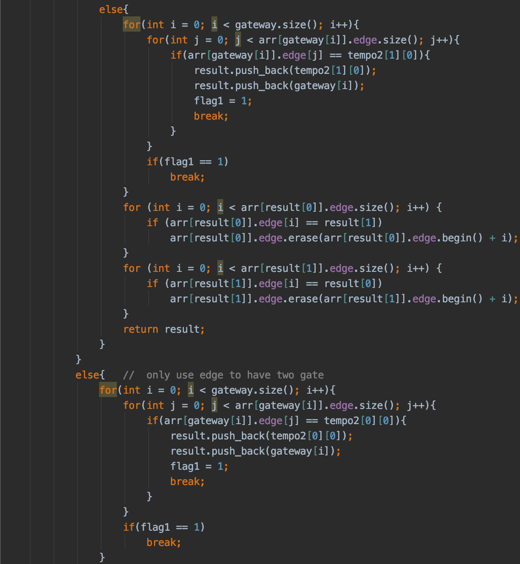 else{
for(int i = 0; i < gateway.size(); i++){
for(int j = 0; j < arr[gateway[i]].edge.size(); j++){
if(arr[gateway[i]].edge[j] == tempo2[1][0]){
result.push_back(tempo2[1][0]);
result.push_back(gateway[i]);
flag1 = 1;
break;
}
}
if(flag1 == 1)
break;
}
for (int i = 0; i < arr[result[0]].edge.size(); i++) {
if (arr[result[0]].edge[i] == result[1])
arr[result[0]].edge.erase(arr[result[0]].edge.begin() + i);
}
for (int i = 0; i < arr[result[1]].edge.size(); i++) {
if (arr[result[1]].edge[i] == result[0])
arr[result[1]].edge.erase(arr[result[1]].edge.begin() + i);
}
return result;
}
}
else{   //  only use edge to have two gate
for(int i = 0; i < gateway.size(); i++){
for(int j = 0; j < arr[gateway[i]].edge.size(); j++){
if(arr[gateway[i]].edge[j] == tempo2[0][0]){
result.push_back(tempo2[0][0]);
result.push_back(gateway[i]);
flag1 = 1;
break;
}
}
if(flag1 == 1)
break;
}